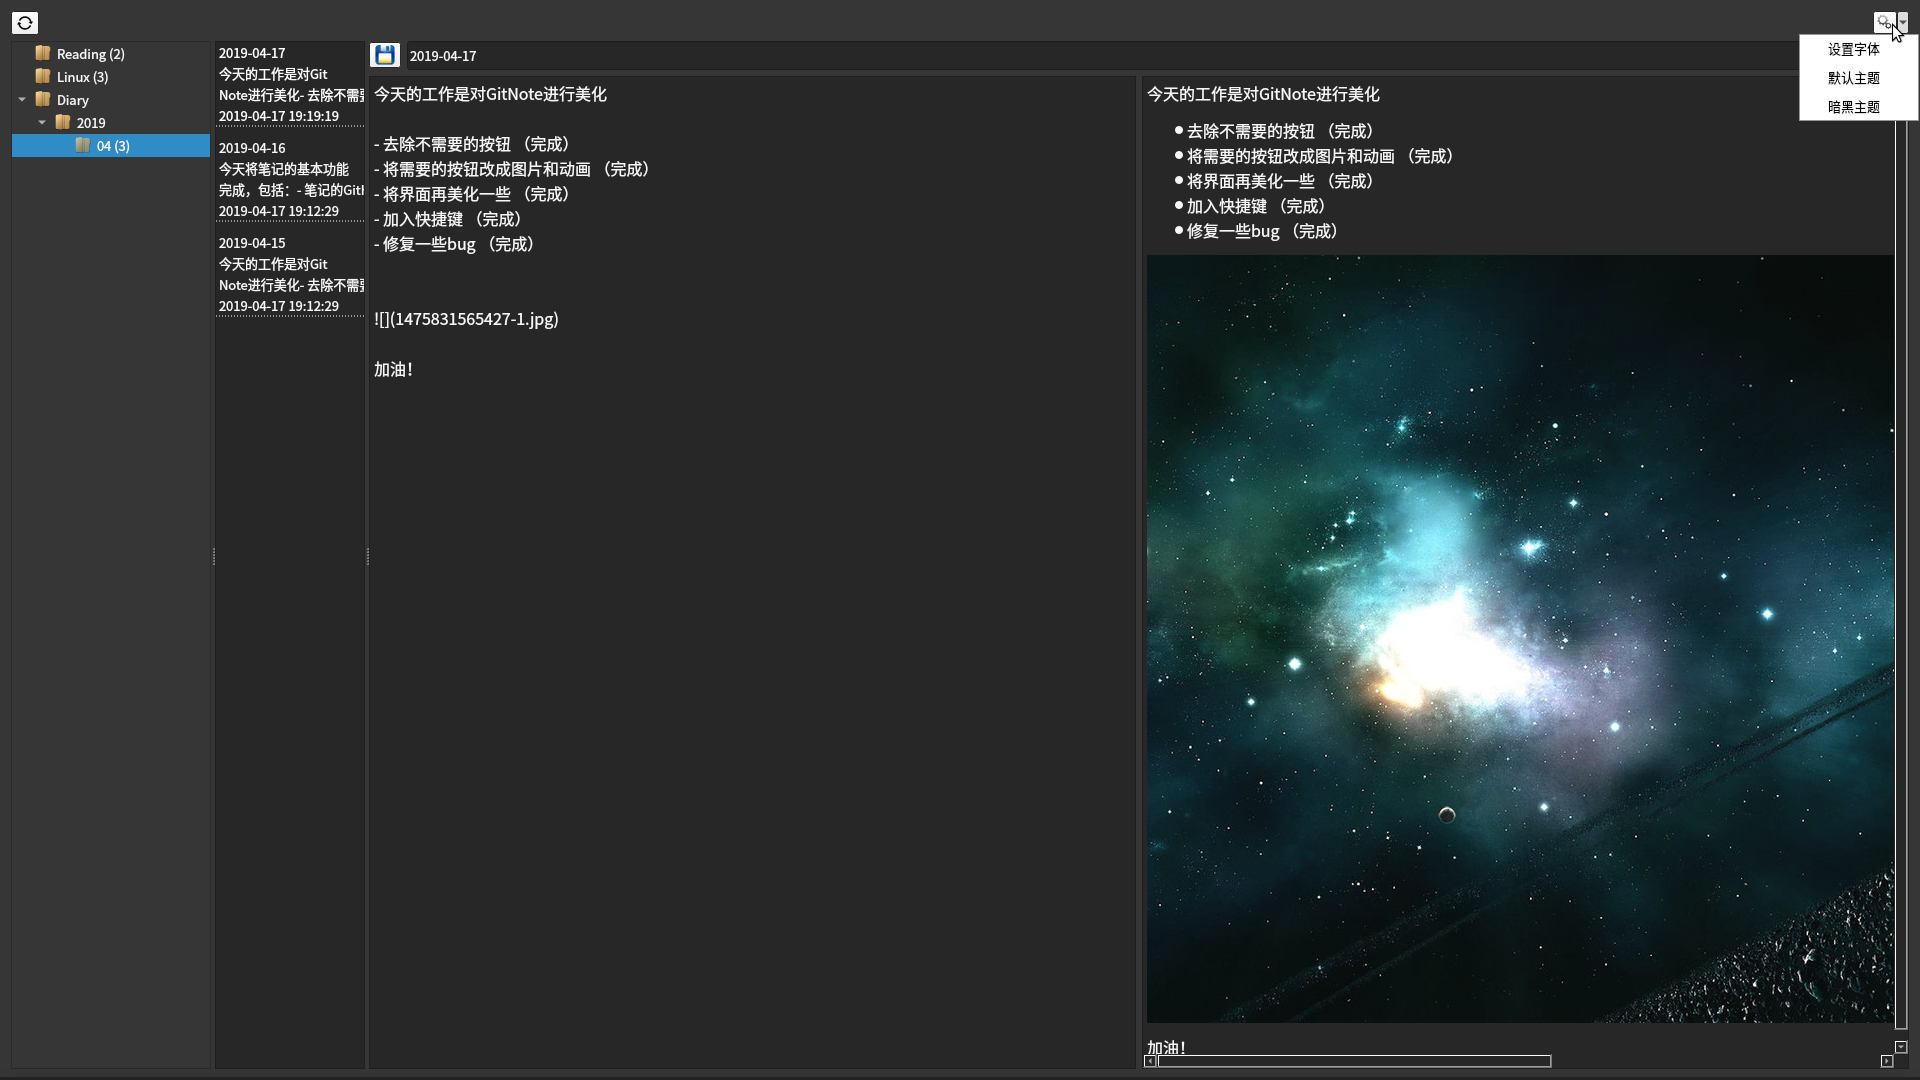 Reading (2)
Linux (3)
Diary
2019
04 (3)
2019-04-17
今天的工作是对Git
Note进行美化- 去除不需
2019-04-17 19:19:19
2019-04-16
今天将笔记的基本功能
完成，包括：- 笔记的Git
2019-04-17 19:12:29
2019-04-15
今天的工作是对Git
Note进行美化- 去除不需
2019-04-17 19:12:29
2019-04-17
今天的工作是对GitNote进行美化
- 去除不需要的按钮 （完成）
- 将需要的按钮改成图片和动画 （完成）
- 将界面再美化一些 （完成）
- 加入快捷键 （完成）
- 修复一些bug （完成）
![](1475831565427-1.jpg)
加油！
今天的工作是对GitNote进行美化
● 去除不需要的按钮 （完成）
● 将需要的按钮改成图片和动画 （完成）
● 将界面再美化一些 （完成）
● 加入快捷键 （完成）
● 修复一些bug （完成）
加油！
设置字体
默认主题
暗黑主题